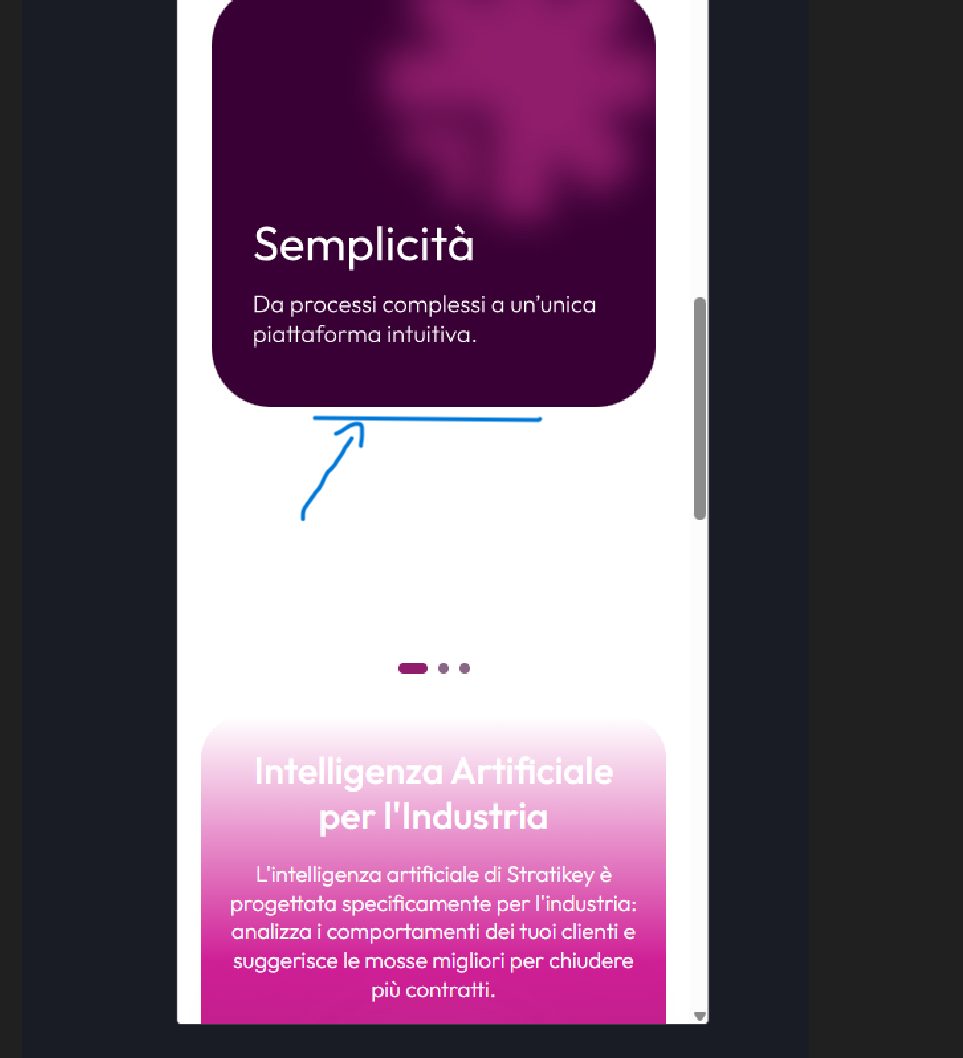 Semplicità
Da processi complessi a un’unica
piattaforma intuitiva.
Intelligenza Artificiale
per l'Industria
L'intelligenza artificiale di Stratikey è
progettata specificamente per l'industria:
analizza i comportamenti dei tuoi clienti e
suggerisce le mosse migliori per chiudere
più contratti.